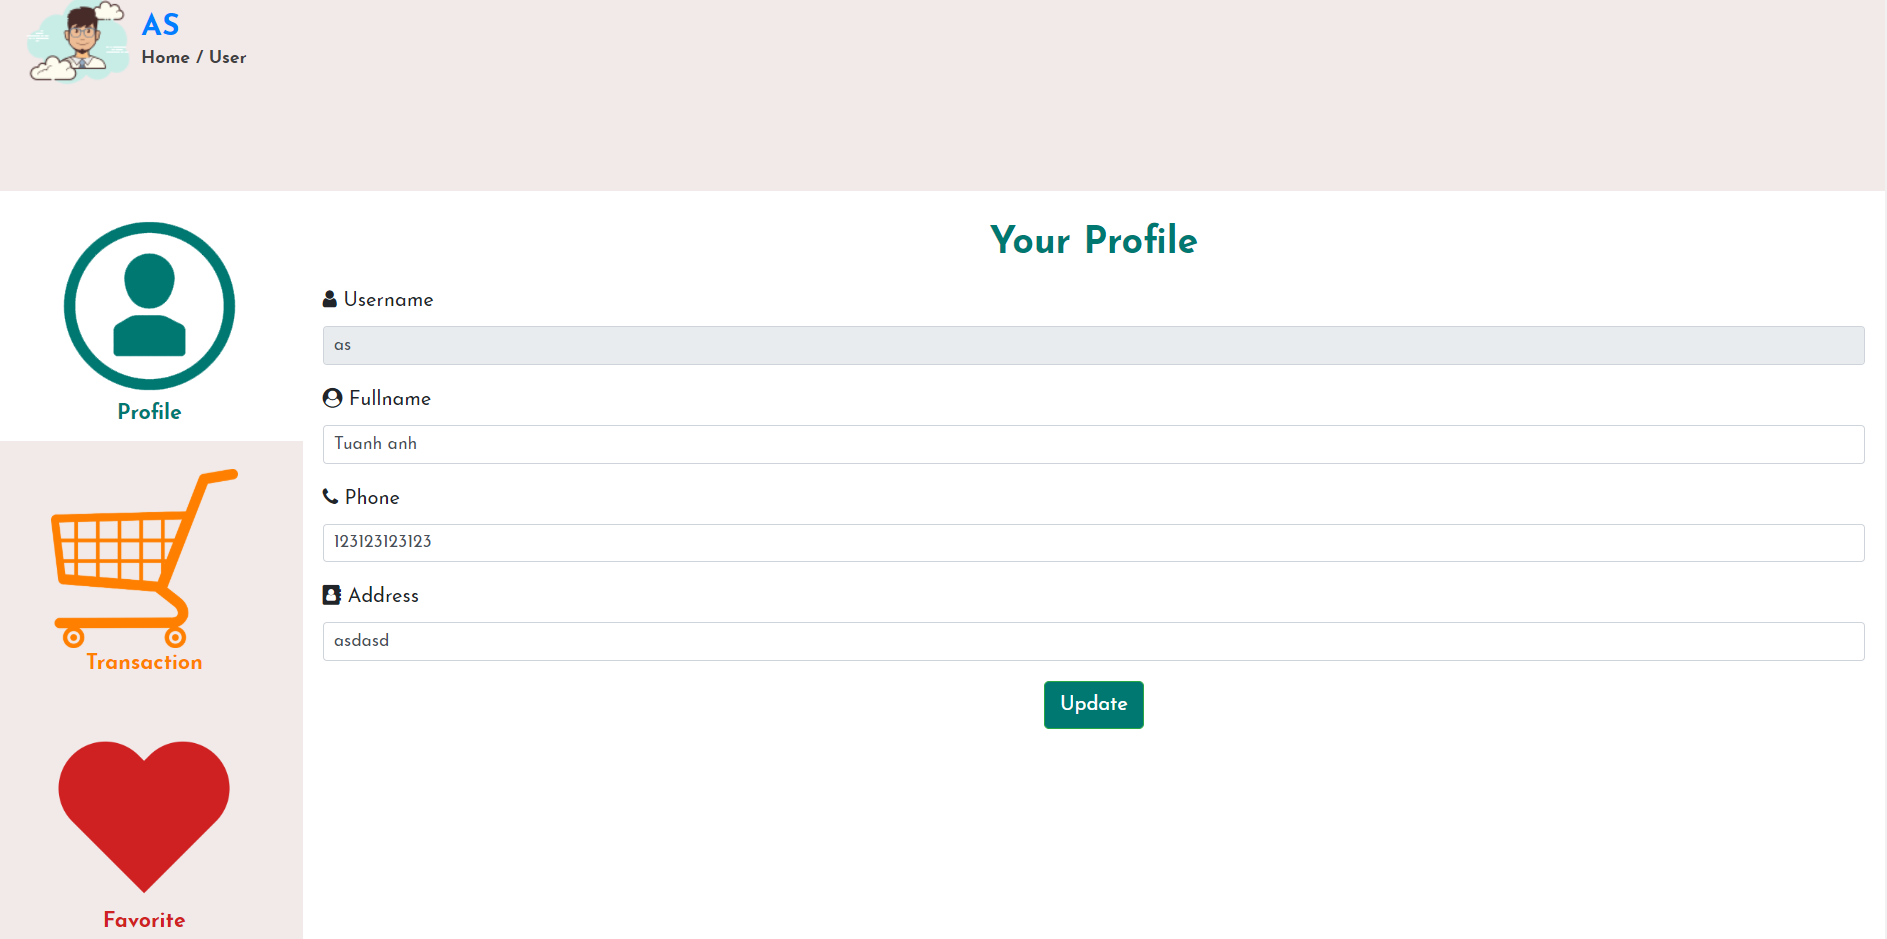 AS
Home / User
Your Profile
Username
as
Fullname
Tuanh anh
Phone
123123123123
Address
asdasd
Update
Profile
Transaction
Favorite